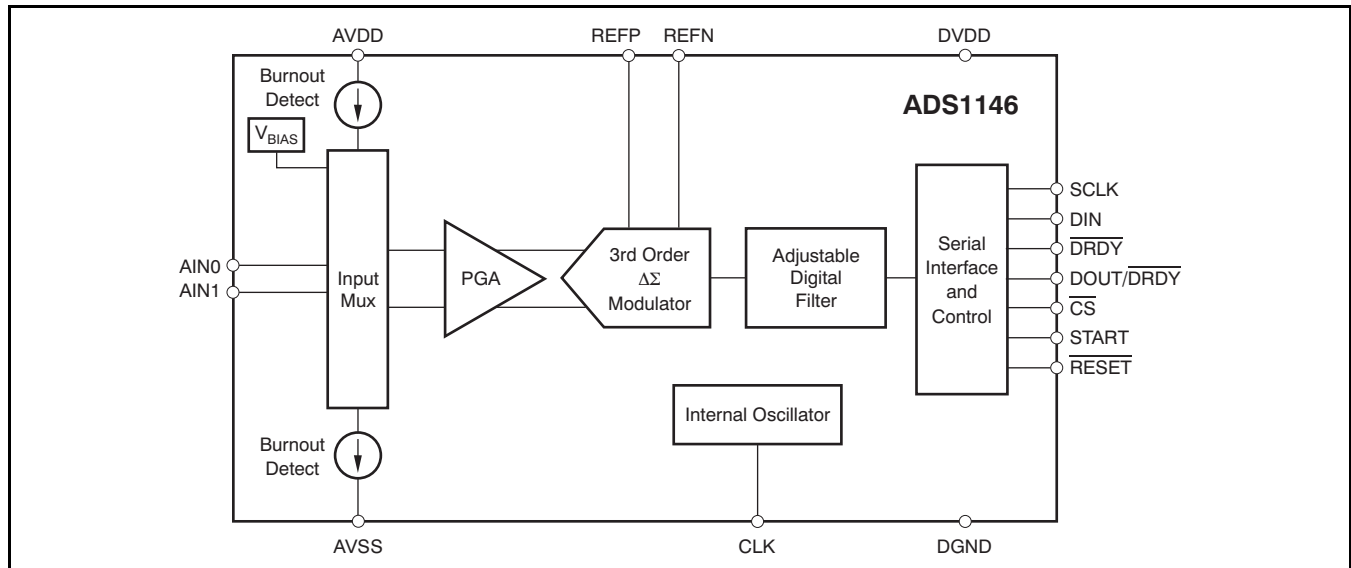 AVDD
REFP
REFN
DVDD
Burnout
Detect
ADS1146
VBIAS
SCLK
DIN
DRDY
DOUT/DRDY
CS
START
RESET
AIN0
AIN1
Input
Mux
PGA
3rd Order
ΔΣ
Modulator
Adjustable
Digital
Filter
Serial
Interface
and
Control
Internal Oscillator
Burnout
Detect
AVSS
CLK
DGND